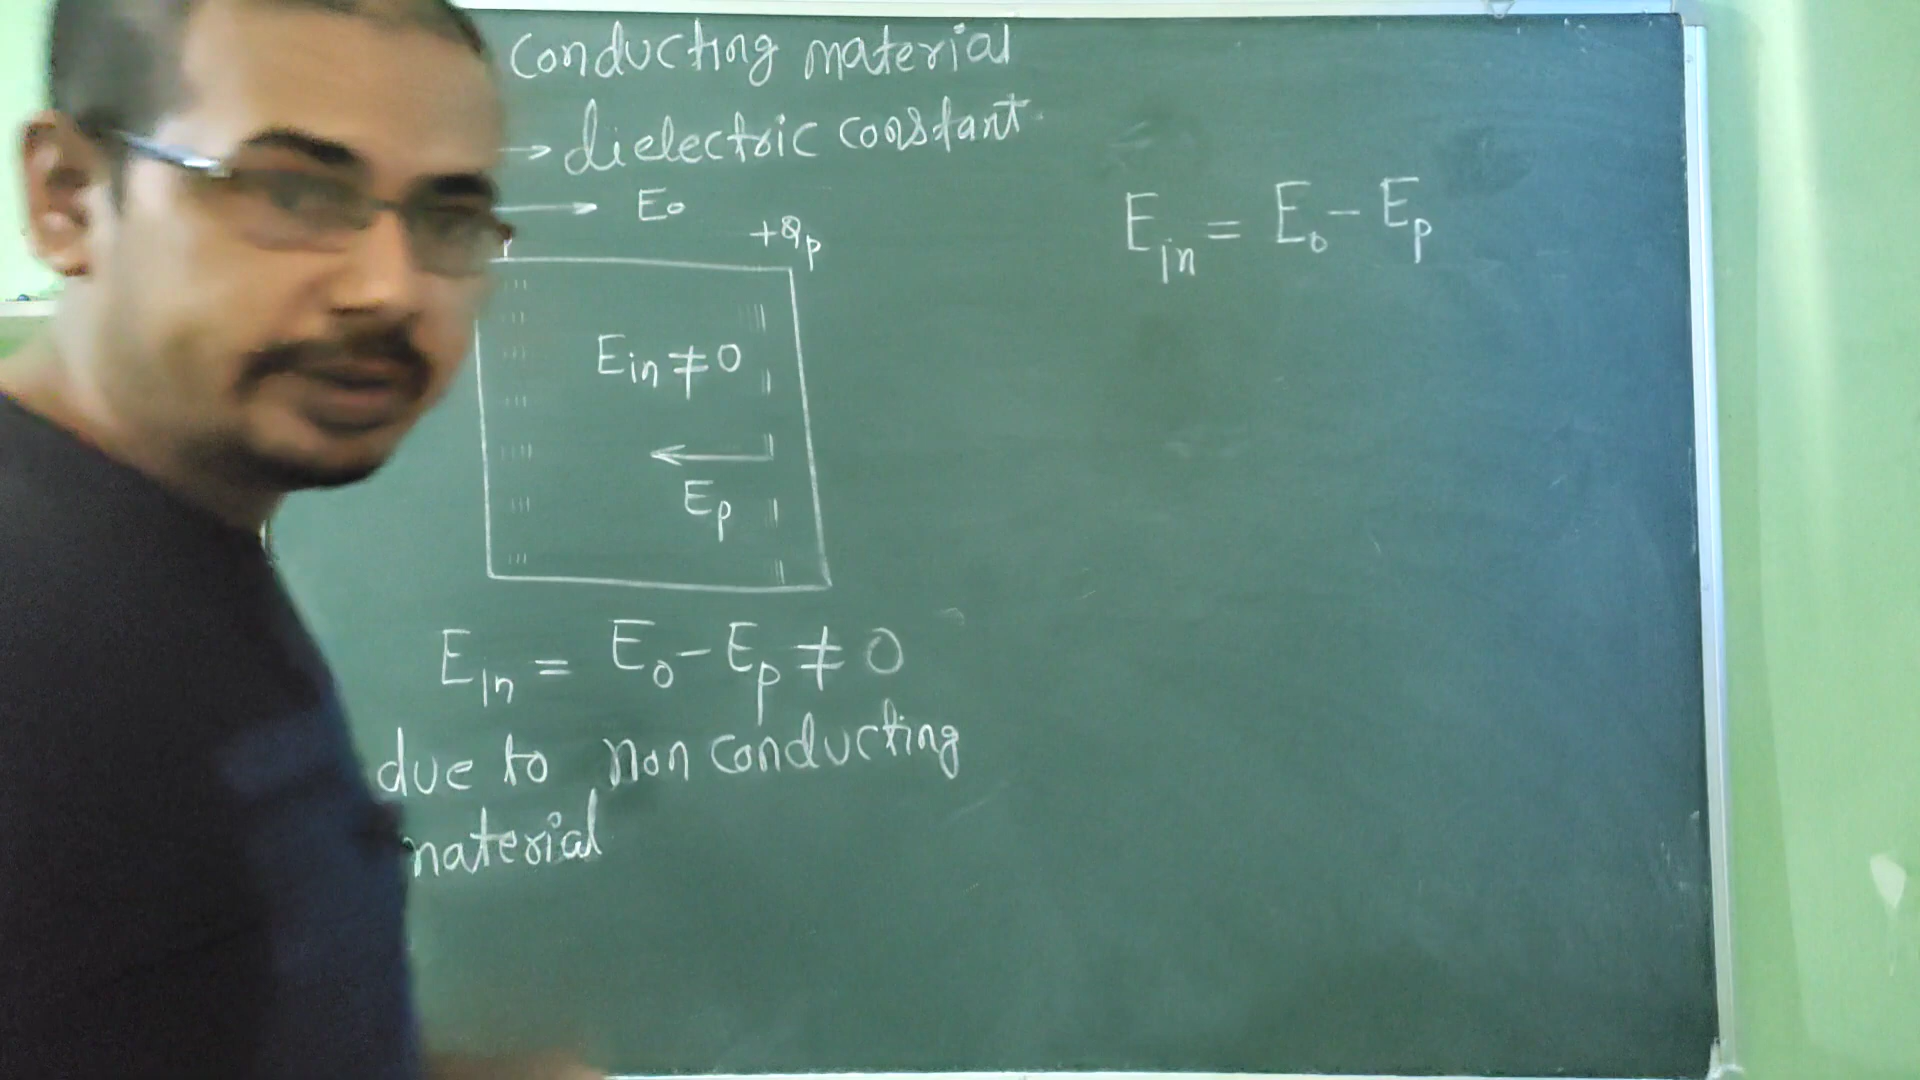 conducting material
→ dielectric constant
→ E₀
+Qₚ
E_in ≠ 0
←
Eₚ
E_in = E₀ - Eₚ ≠ 0
due to non conducting
material
E_in = E₀ - Eₚ